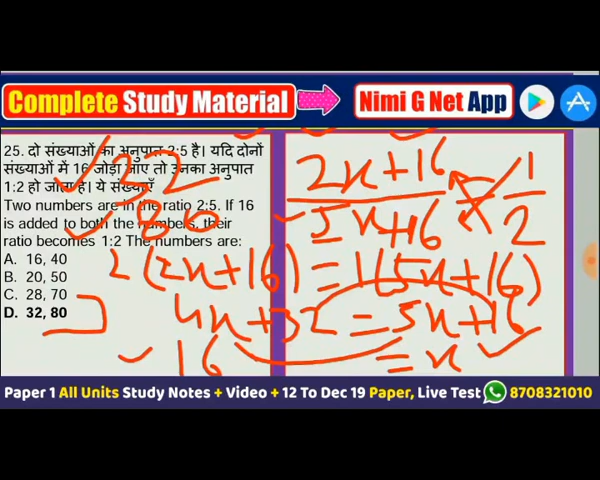 Complete Study Material
Nimi G Net App
25. दो संख्याओं का अनुपात 2:5 है। यदि दोनों
संख्याओं में 16 जोड़ा जाए तो उनका अनुपात
1:2 हो जाता है। ये संख्याएँ
Two numbers are in the ratio 2:5. If 16
is added to both the numbers, their
ratio becomes 1:2 The numbers are:
A. 16, 40
B. 20, 50
C. 28, 70
D. 32, 80
32
80
2x+16 1
5x+16 2
2(2x+16)=1(5x+16)
4x+32=5x+16
16=x
Paper 1 All Units Study Notes + Video + 12 To Dec 19 Paper, Live Test 8708321010